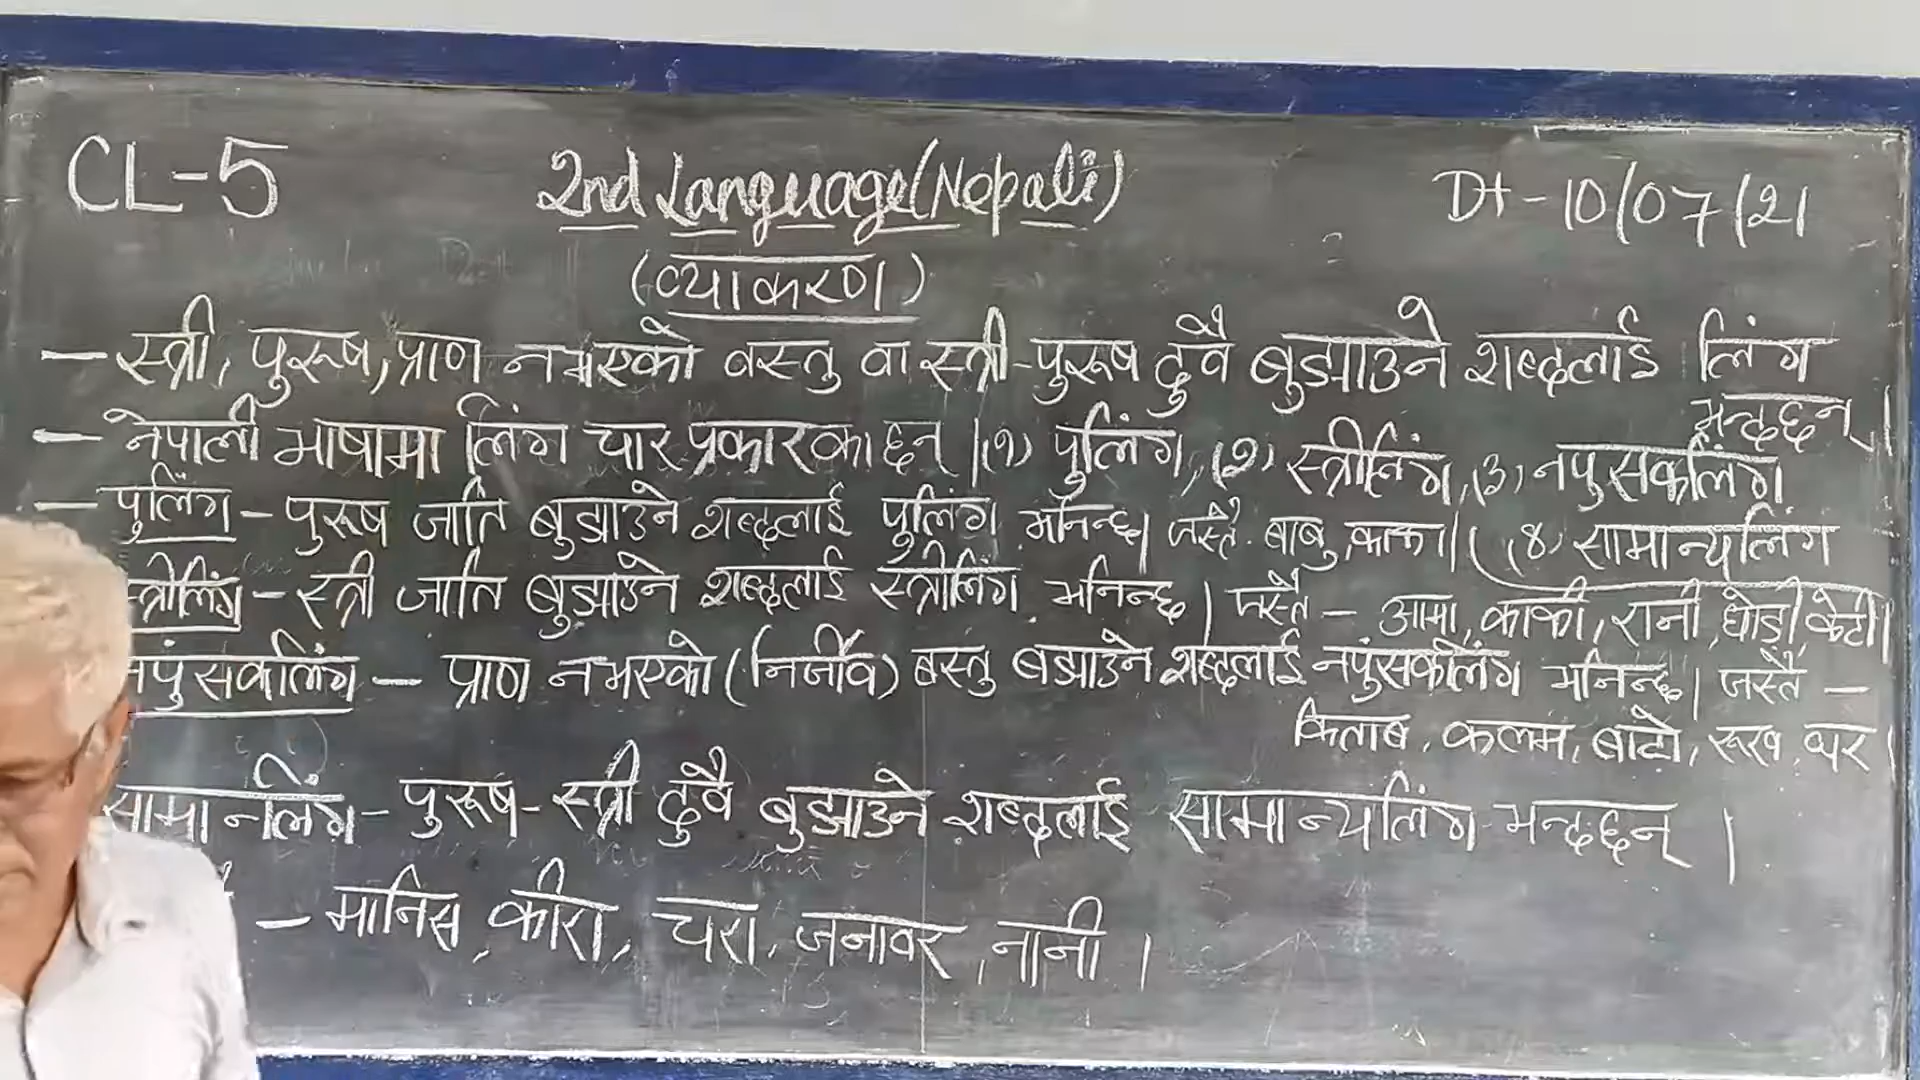 CL-5 2nd Language(Nepali) Dt-10/07/21
(व्याकरण)
— स्त्री, पुरूष, प्राण नभएको वस्तु वा स्त्री-पुरूष दुवै बुझाउने शब्दलाई लिंग
भन्दछन् ।
— नेपाली भाषामा लिंग चार प्रकारका छन् । (१) पुलिंग, (२) स्त्रीलिंग, (३) नपुसकलिंग
(४) सामान्यलिंग
— पुलिंग - पुरूष जाति बुझाउने शब्दलाई पुलिंग भनिन्छ। जस्तै- बाबु, काका।
स्त्रीलिंग - स्त्री जाति बुझाउने शब्दलाई स्त्रीलिंग भनिन्छ । जस्तै - आमा, काकी, रानी, घोडी, केटी।
नपुंसकलिंग — प्राण नभएको (निर्जीव) बस्तु बझाउने शब्दलाई नपुंसकलिंग भनिन्छ। जस्तै —
किताब, कलम, बाटो, रूख, घर ।
सामानलिंग - पुरूष - स्त्री दुवै बुझाउने शब्दलाई सामान्यलिंग भन्दछन् ।
— मानिस, कीरा, चरा, जनावर, नानी ।